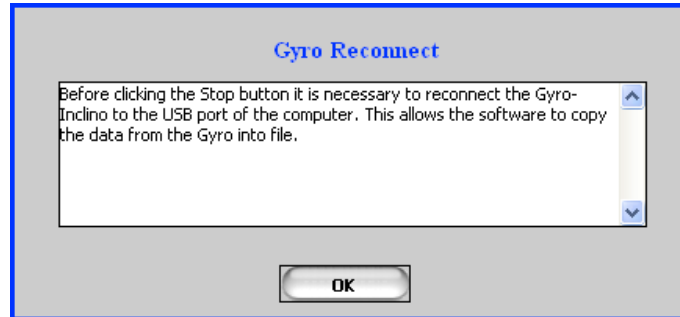 Gyro Reconnect
Before clicking the Stop button it is necessary to reconnect the Gyro-
Inclino to the USB port of the computer. This allows the software to copy
the data from the Gyro into file.
OK